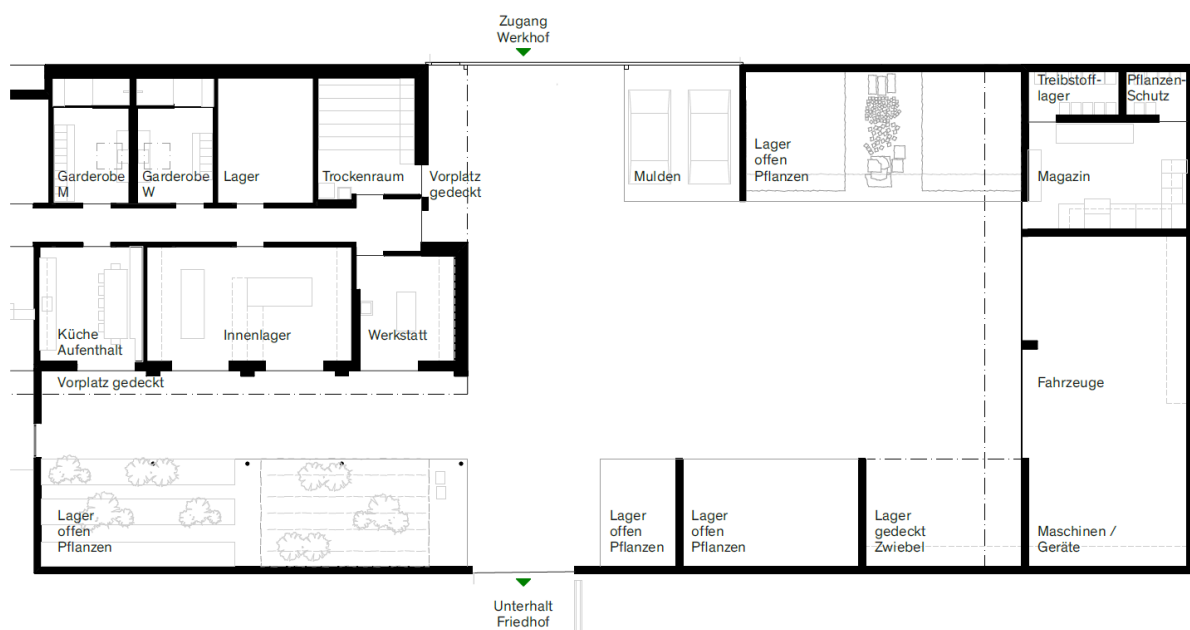 Zugang
Werkhof
Treibstoff-
lager
Pflanzen-
Schutz
Lager
offen
Pflanzen
Garderobe
M
Garderobe
W
Lager
Trockenraum
Vorplatz
gedeckt
Mulden
Magazin
Küche
Aufenthalt
Innenlager
Werkstatt
Vorplatz gedeckt
Fahrzeuge
Lager
offen
Pflanzen
Lager
offen
Pflanzen
Lager
offen
Pflanzen
Lager
gedeckt
Zwiebel
Maschinen /
Geräte
Unterhalt
Friedhof